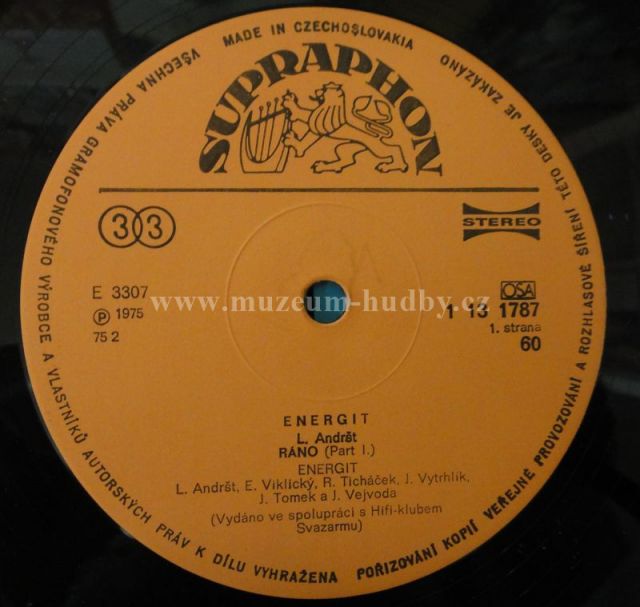 MADE IN CZECHOSLOVAKIA
VŠECHNA PRÁVA GRAMOFONOVÉHO VÝROBCE A VLASTNÍKŮ AUTORSKÝCH PRÁV K DÍLU VYHRAŽENA
POŘIZOVÁNÍ KOPIÍ VEŘEJNÉ PROVOZOVÁNÍ A ROZHLASOVÉ ŠÍŘENÍ TÉTO DESKY JE ZAKÁZÁNO
SUPRAPHON
33
STEREO
E 3307
Ⓟ 1975
75 2
OSA
1 13 1787
1. strana
60
www.muzeum-hudby.cz
ENERGIT
L. Andršt
RÁNO (Part I.)
ENERGIT
L. Andršt, E. Viklický, R. Ticháček, J. Vytrhlík,
J. Tomek a J. Vejvoda
(Vydáno ve spolupráci s Hifi-klubem
Svazarmu)